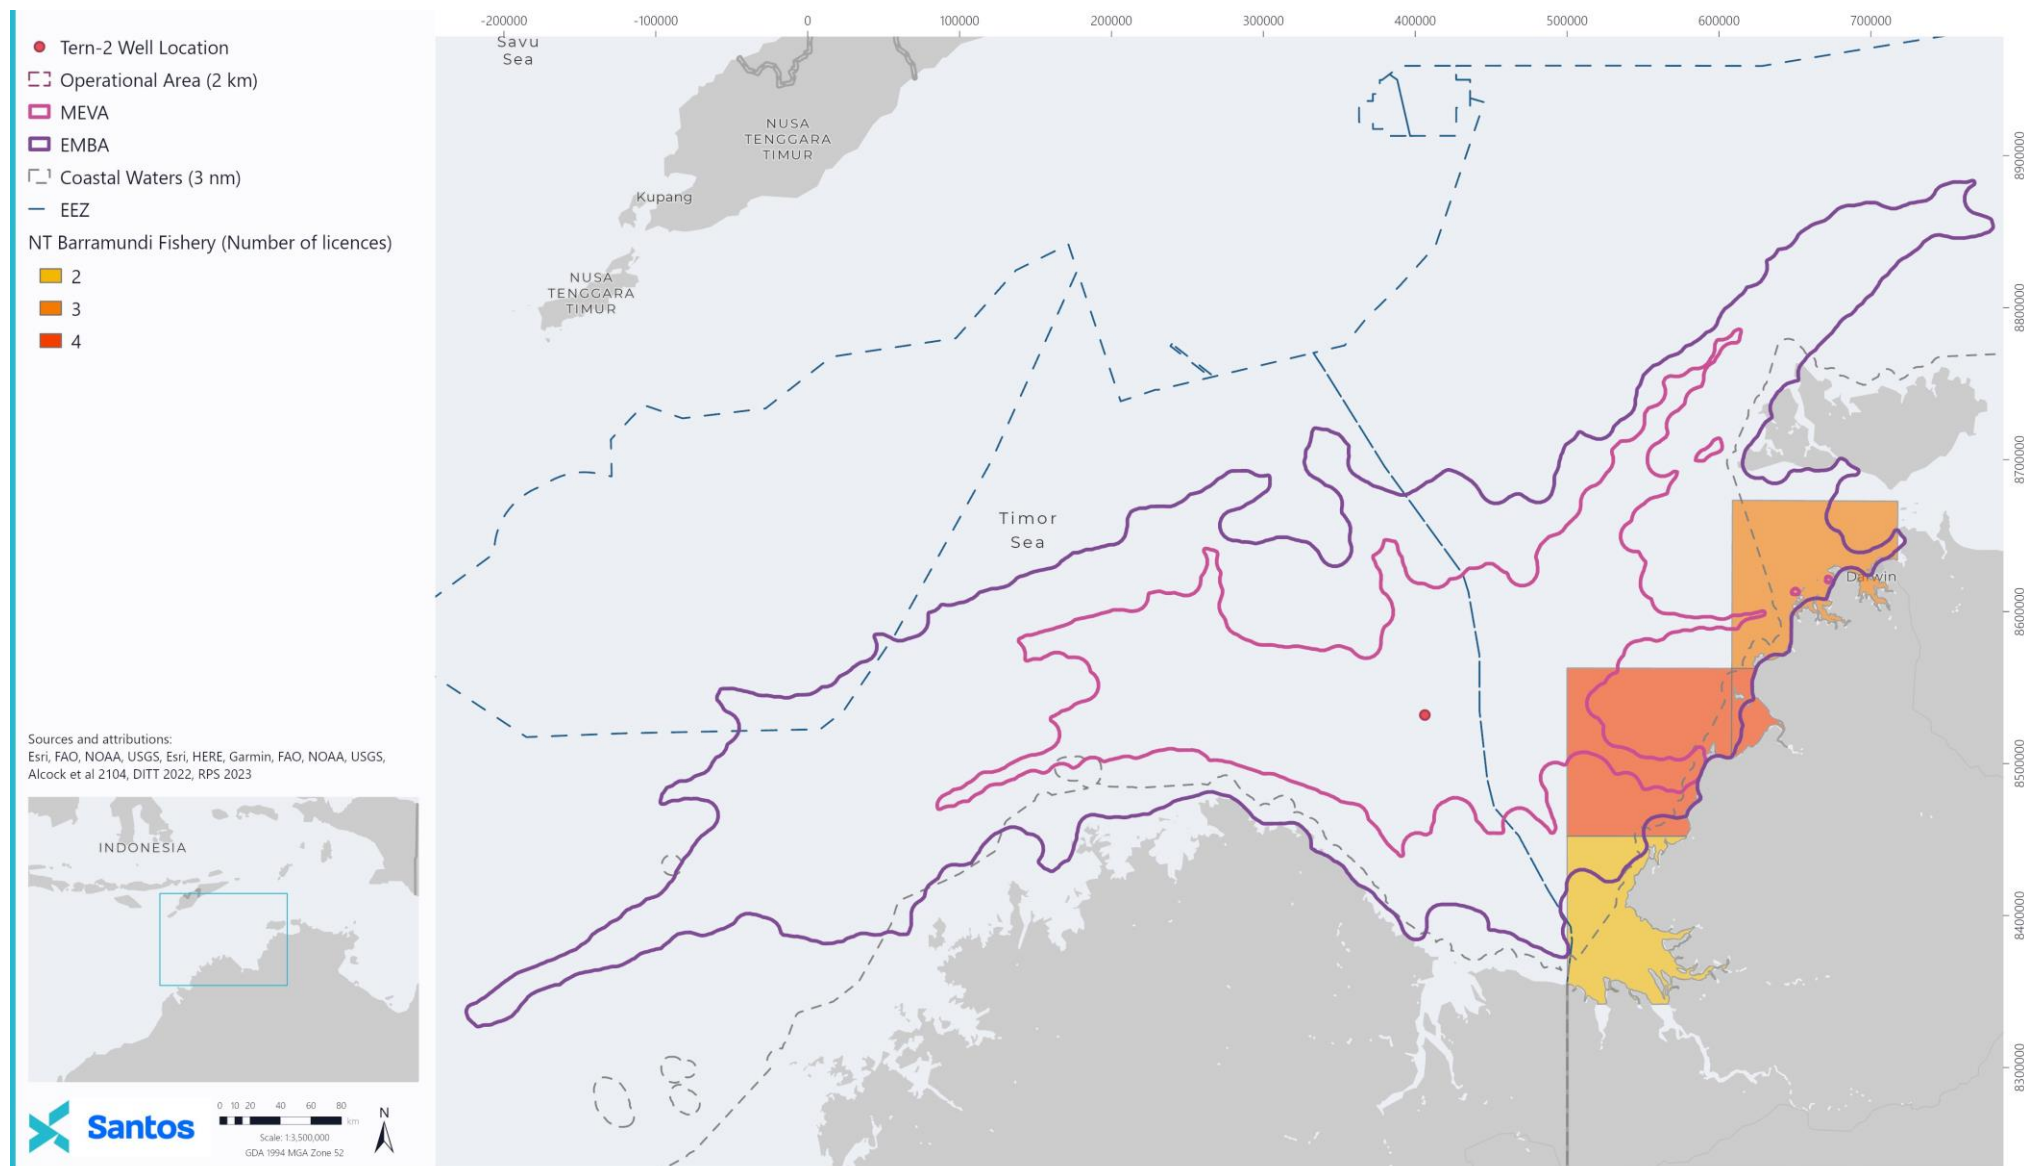 -200000
-100000
0
100000
200000
300000
400000
500000
600000
700000
Tern-2 Well Location
Operational Area (2 km)
MEVA
EMBA
Coastal Waters (3 nm)
EEZ
NT Barramundi Fishery (Number of licences)
2
3
4
Savu
Sea
NUSA
TENGGARA
TIMUR
Kupang
NUSA
TENGGARA
TIMUR
Timor
Sea
Darwin
8900000
8800000
8700000
8600000
8500000
8400000
8300000
Sources and attributions:
Esri, FAO, NOAA, USGS, Esri, HERE, Garmin, FAO, NOAA, USGS,
Alcock et al 2104, DITT 2022, RPS 2023
INDONESIA
Santos
0 10 20 40 60 80
km
Scale: 1:3,500,000
GDA 1994 MGA Zone 52
N